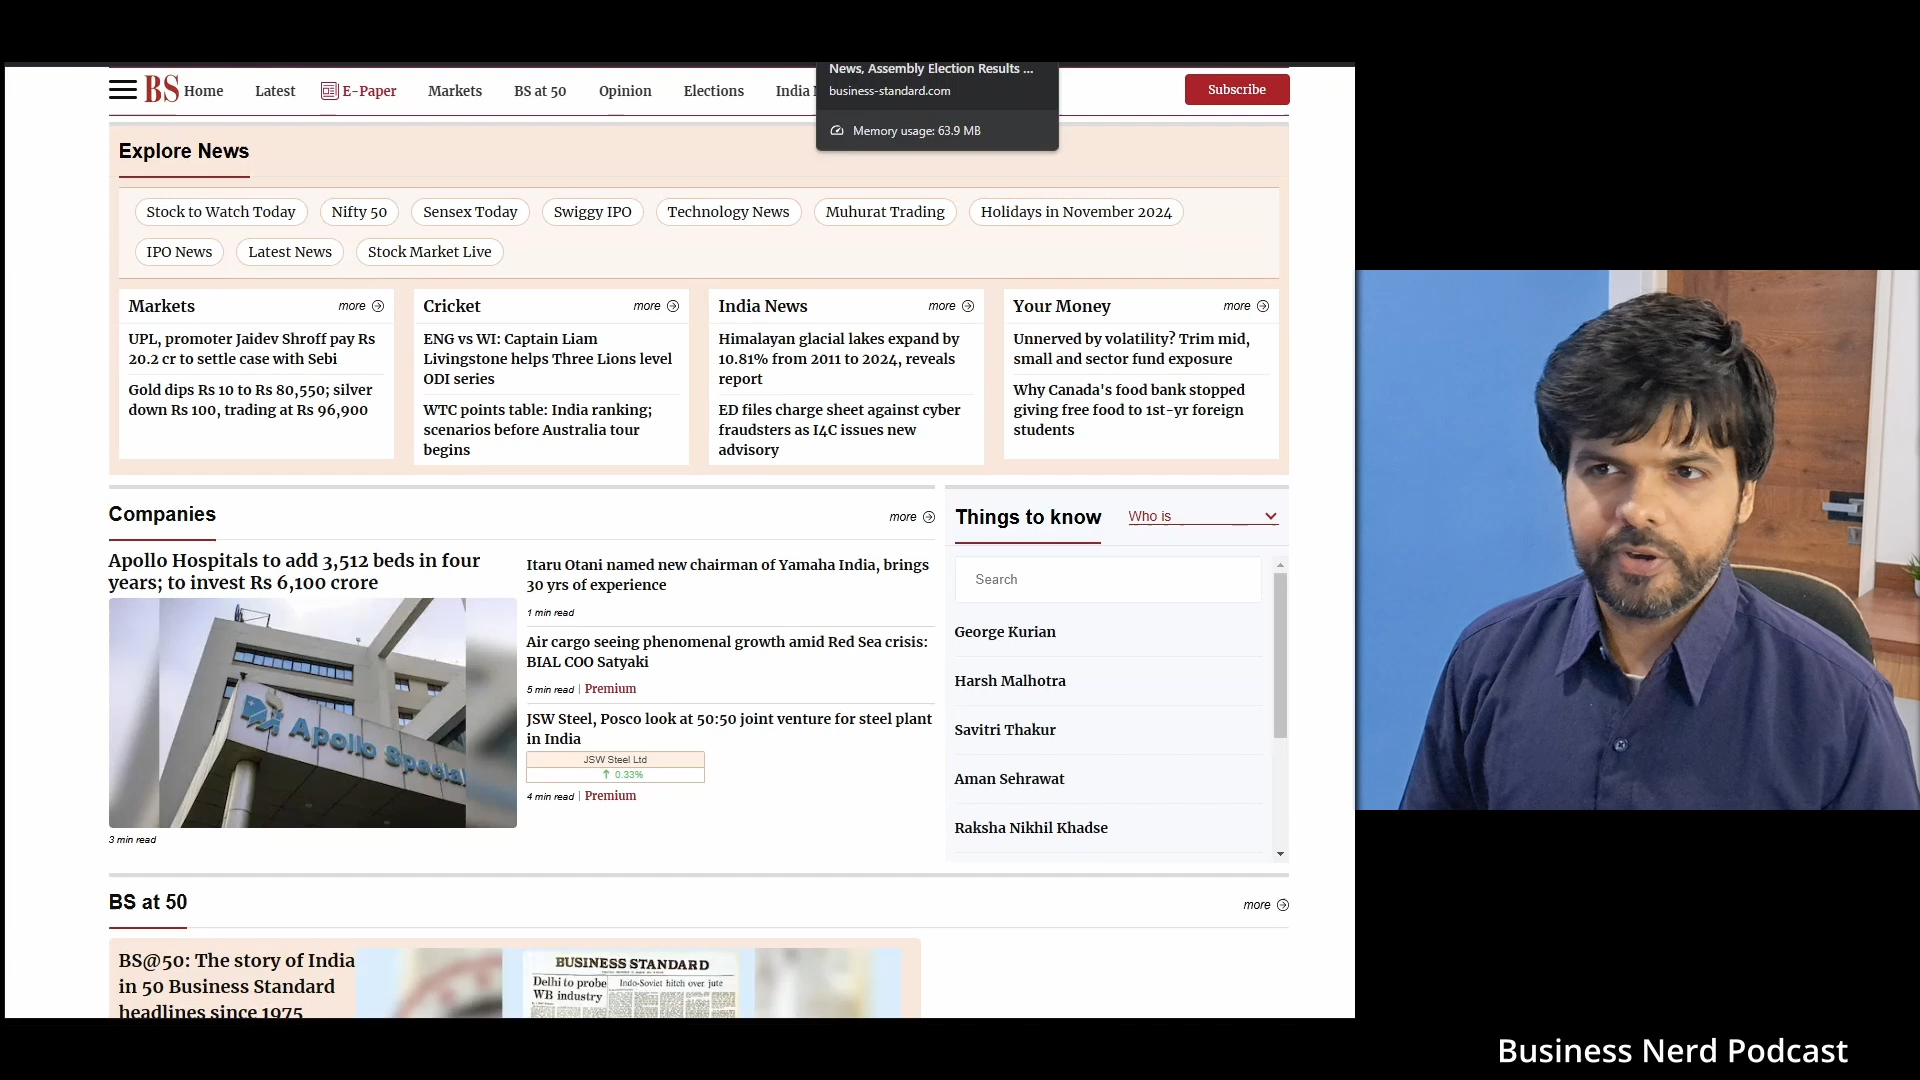 BS
Home
Latest
E-Paper
Markets
BS at 50
Opinion
Elections
India
News, Assembly Election Results ...
business-standard.com
Memory usage: 63.9 MB
Subscribe
Explore News
Stock to Watch Today
Nifty 50
Sensex Today
Swiggy IPO
Technology News
Muhurat Trading
Holidays in November 2024
IPO News
Latest News
Stock Market Live
Markets
more
UPL, promoter Jaidev Shroff pay Rs
20.2 cr to settle case with Sebi
Gold dips Rs 10 to Rs 80,550; silver
down Rs 100, trading at Rs 96,900
Cricket
more
ENG vs WI: Captain Liam
Livingstone helps Three Lions level
ODI series
WTC points table: India ranking;
scenarios before Australia tour
begins
India News
more
Himalayan glacial lakes expand by
10.81% from 2011 to 2024, reveals
report
ED files charge sheet against cyber
fraudsters as I4C issues new
advisory
Your Money
more
Unnerved by volatility? Trim mid,
small and sector fund exposure
Why Canada's food bank stopped
giving free food to 1st-yr foreign
students
Companies
more
Apollo Hospitals to add 3,512 beds in four
years; to invest Rs 6,100 crore
Apollo Specia
3 min read
Itaru Otani named new chairman of Yamaha India, brings
30 yrs of experience
1 min read
Air cargo seeing phenomenal growth amid Red Sea crisis:
BIAL COO Satyaki
5 min read | Premium
JSW Steel, Posco look at 50:50 joint venture for steel plant
in India
JSW Steel Ltd
↑ 0.33%
4 min read | Premium
Things to know
Who is
Search
George Kurian
Harsh Malhotra
Savitri Thakur
Aman Sehrawat
Raksha Nikhil Khadse
BS at 50
more
BS@50: The story of India
in 50 Business Standard
headlines since 1975
BUSINESS STANDARD
Delhi to probe
WB industry
Indo-Soviet hitch over jute
Business Nerd Podcast